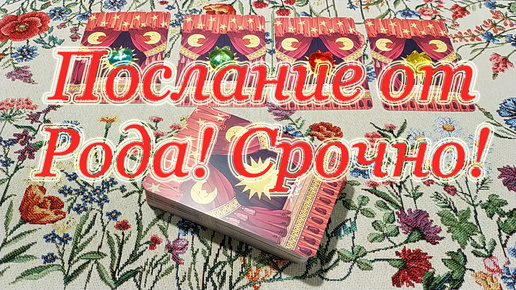 Послание от
Рода! Срочно!